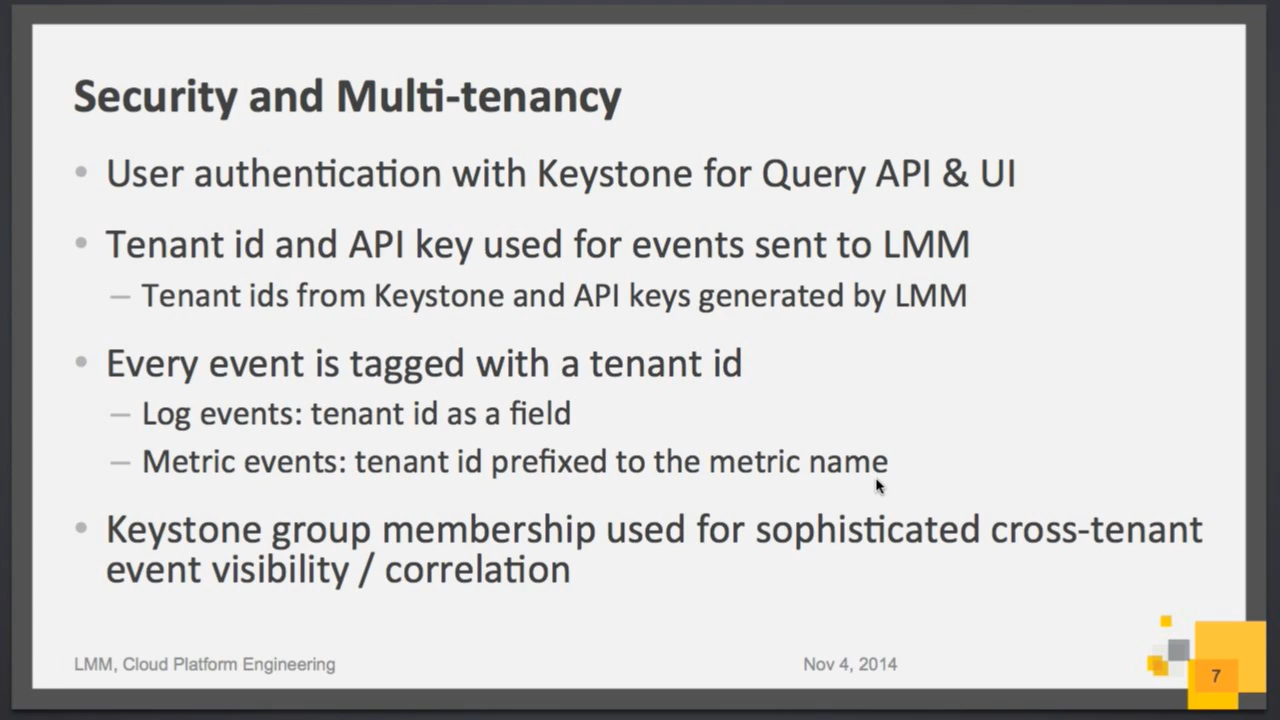 Security and Multi-tenancy
• User authentication with Keystone for Query API & UI
• Tenant id and API key used for events sent to LMM
– Tenant ids from Keystone and API keys generated by LMM
• Every event is tagged with a tenant id
– Log events: tenant id as a field
– Metric events: tenant id prefixed to the metric name
• Keystone group membership used for sophisticated cross-tenant
event visibility / correlation
LMM, Cloud Platform Engineering
Nov 4, 2014
7